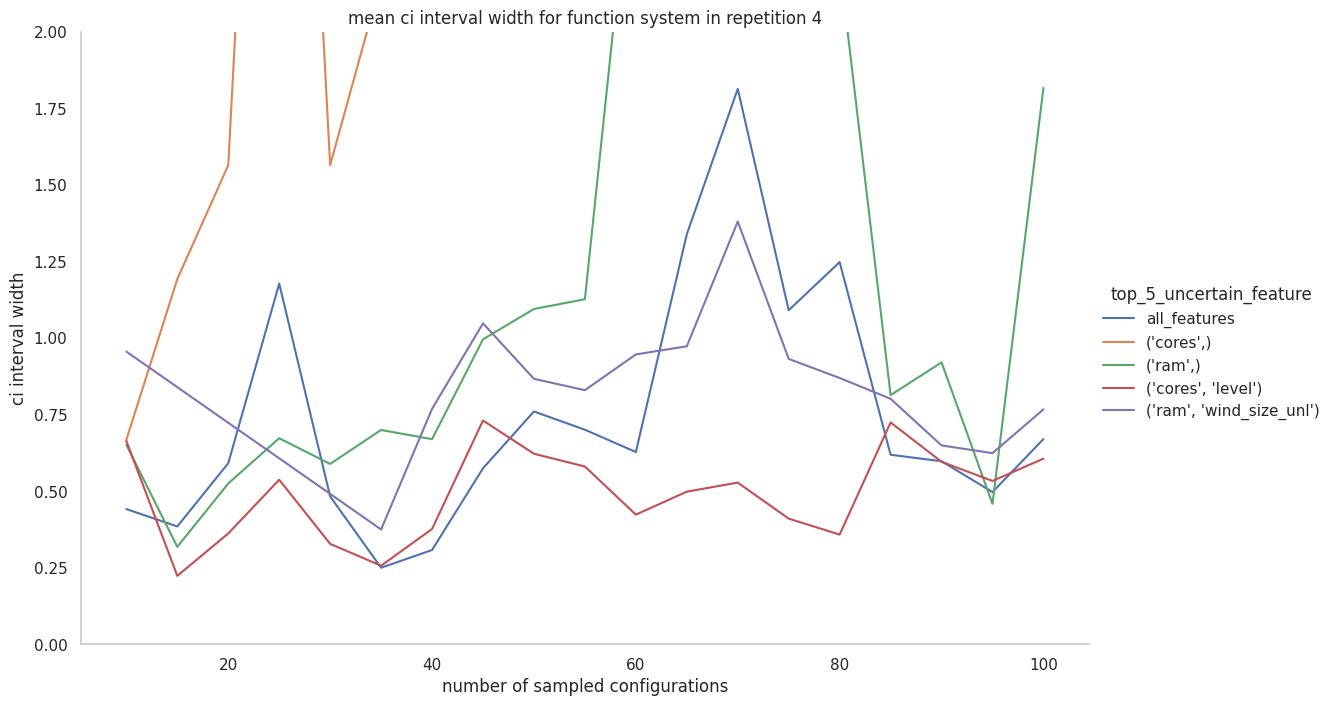 mean ci interval width for function system in repetition 4
2.00
1.75
1.50
1.25
1.00
0.75
0.50
0.25
0.00
ci interval width
20
40
60
80
100
number of sampled configurations
top_5_uncertain_feature
all_features
('cores',)
('ram',)
('cores', 'level')
('ram', 'wind_size_unl')